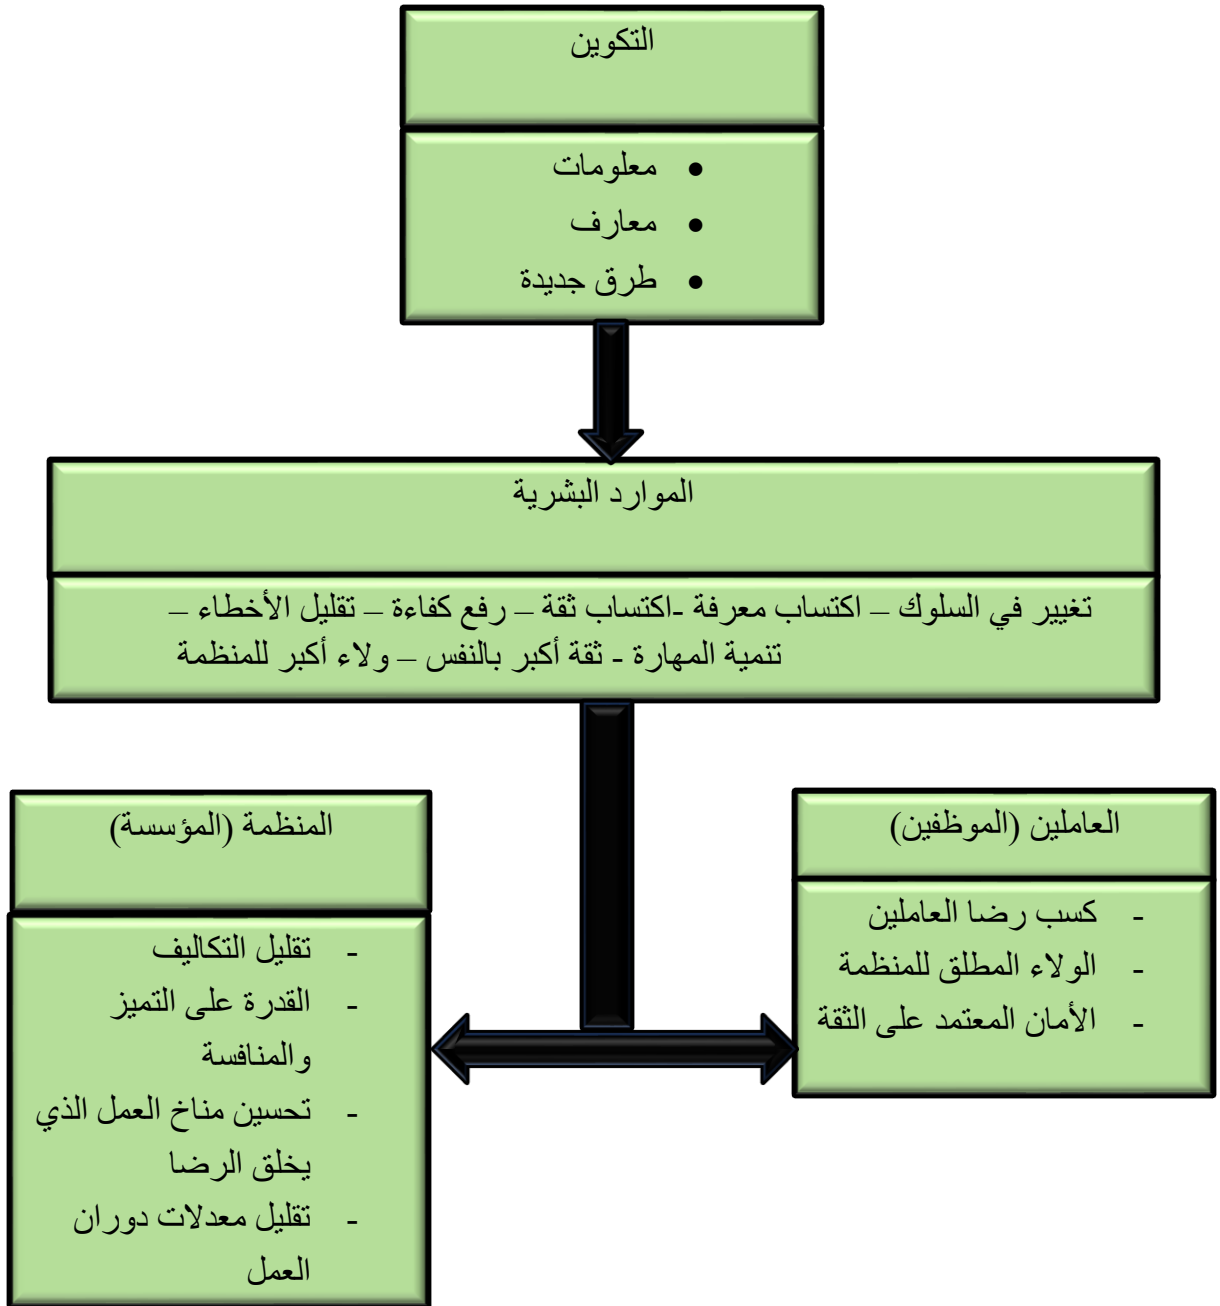 التكوين
• معلومات
• معارف
• طرق جديدة
الموارد البشرية
تغيير في السلوك – اكتساب معرفة -اكتساب ثقة – رفع كفاءة – تقليل الأخطاء –
تنمية المهارة - ثقة أكبر بالنفس – ولاء أكبر للمنظمة
العاملين (الموظفين)
- كسب رضا العاملين
- الولاء المطلق للمنظمة
- الأمان المعتمد على الثقة
المنظمة (المؤسسة)
- تقليل التكاليف
- القدرة على التميز
والمنافسة
- تحسين مناخ العمل الذي
يخلق الرضا
- تقليل معدلات دوران
العمل